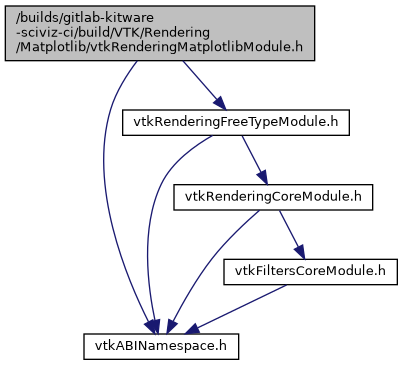 /builds/gitlab-kitware
-sciviz-ci/build/VTK/Rendering
/Matplotlib/vtkRenderingMatplotlibModule.h
vtkRenderingFreeTypeModule.h
vtkRenderingCoreModule.h
vtkFiltersCoreModule.h
vtkABINamespace.h